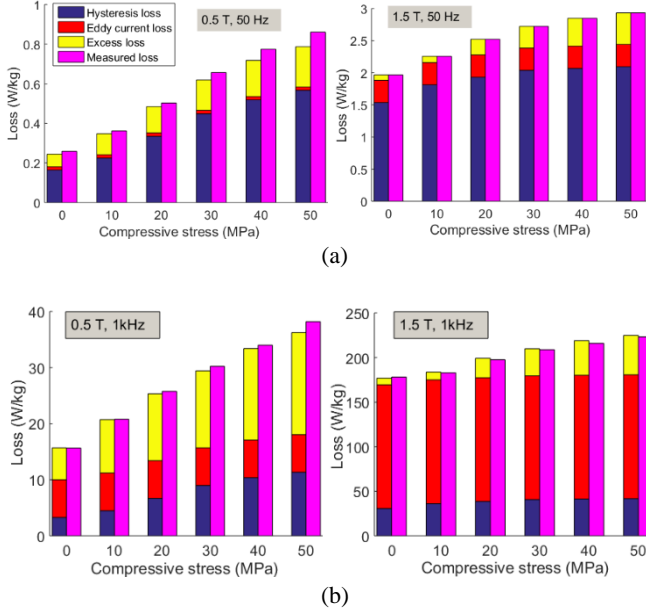 1
0.8
0.6
0.4
0.2
0
Loss (W/kg)
Hysteresis loss
Eddy current loss
Excess loss
Measured loss
0.5 T, 50 Hz
0 10 20 30 40 50
Compressive stress (MPa)
3
2.5
2
1.5
1
0.5
0
Loss (W/kg)
1.5 T, 50 Hz
0 10 20 30 40 50
Compressive stress (MPa)
(a)
40
30
20
10
0
Loss (W/kg)
0.5 T, 1kHz
0 10 20 30 40 50
Compressive stress (MPa)
250
200
150
100
50
0
Loss (W/kg)
1.5 T, 1kHz
0 10 20 30 40 50
Compressive stress (MPa)
(b)